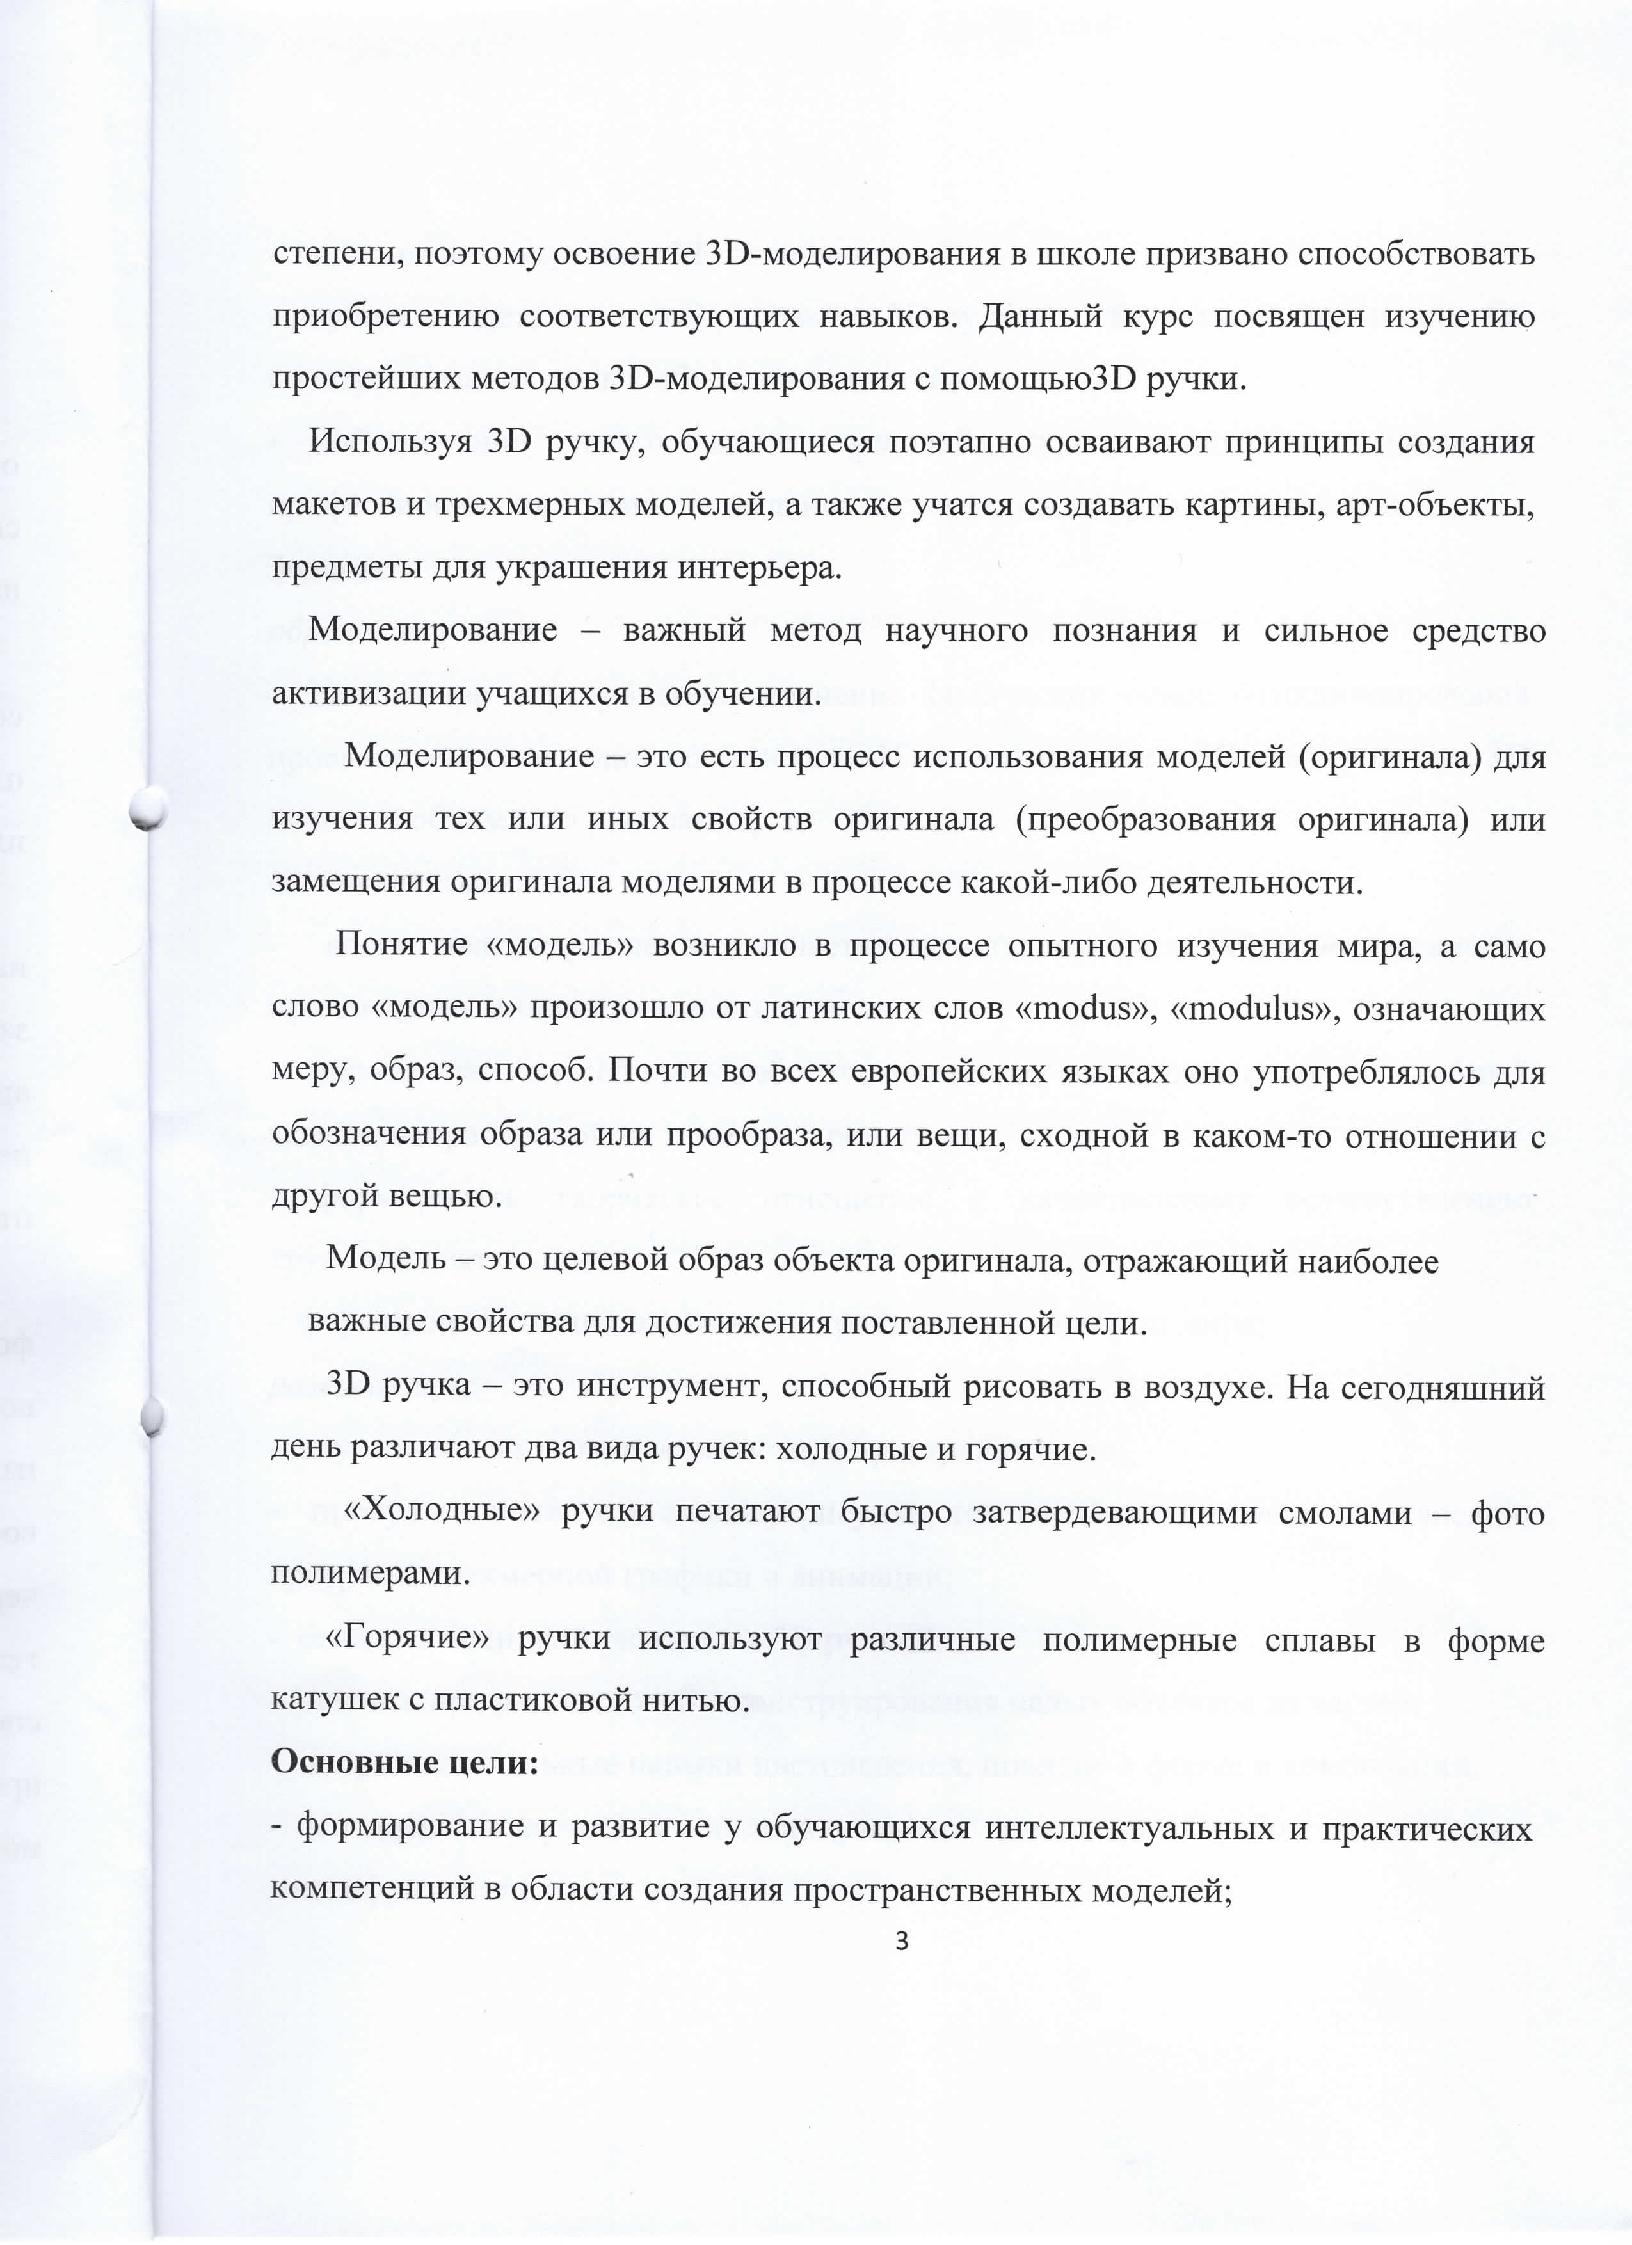 степени, поэтому освоение 3D-моделирования в школе призвано способствовать
приобретению соответствующих навыков. Данный курс посвящен изучению
простейших методов 3D-моделирования с помощью3D ручки.
Используя 3D ручку, обучающиеся поэтапно осваивают принципы создания
макетов и трехмерных моделей, а также учатся создавать картины, арт-объекты,
предметы для украшения интерьера.
Моделирование – важный метод научного познания и сильное средство
активизации учащихся в обучении.
Моделирование – это есть процесс использования моделей (оригинала) для
изучения тех или иных свойств оригинала (преобразования оригинала) или
замещения оригинала моделями в процессе какой-либо деятельности.
Понятие «модель» возникло в процессе опытного изучения мира, а само
слово «модель» произошло от латинских слов «modus», «modulus», означающих
меру, образ, способ. Почти во всех европейских языках оно употреблялось для
обозначения образа или прообраза, или вещи, сходной в каком-то отношении с
другой вещью.
Модель – это целевой образ объекта оригинала, отражающий наиболее
важные свойства для достижения поставленной цели.
3D ручка – это инструмент, способный рисовать в воздухе. На сегодняшний
день различают два вида ручек: холодные и горячие.
«Холодные» ручки печатают быстро затвердевающими смолами – фото
полимерами.
«Горячие» ручки используют различные полимерные сплавы в форме
катушек с пластиковой нитью.
Основные цели:
- формирование и развитие у обучающихся интеллектуальных и практических
компетенций в области создания пространственных моделей;
3